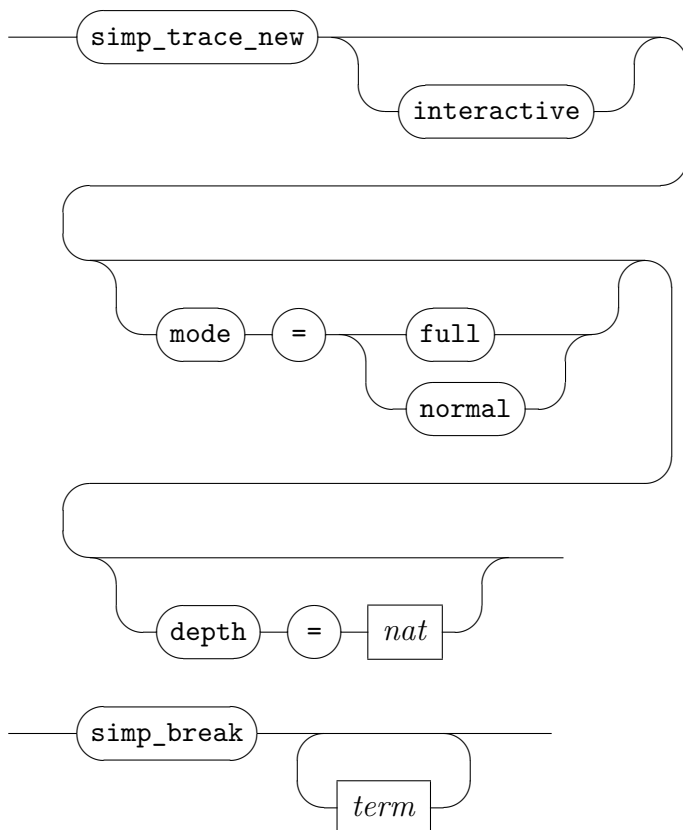 simp_trace_new
interactive
mode = full
normal
depth = nat
simp_break
term